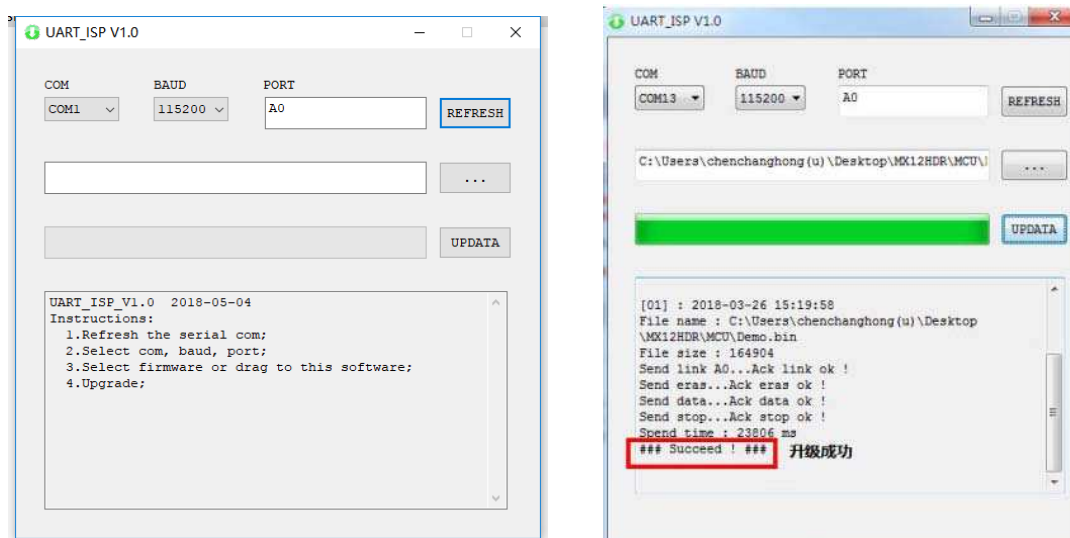 UART_ISP V1.0
COM BAUD PORT
COM1 115200 A0 REFRESH
...
UPDATA
UART_ISP_V1.0 2018-05-04
Instructions:
1.Refresh the serial com;
2.Select com, baud, port;
3.Select firmware or drag to this software;
4.Upgrade;
UART_ISP V1.0
COM BAUD PORT
COM13 115200 A0 REFRESH
C:\Users\chenchanghong(u)\Desktop\MX12HDR\MCU\
...
UPDATA
[01] : 2018-03-26 15:19:58
File name : C:\Users\chenchanghong(u)\Desktop
\MX12HDR\MCU\Demo.bin
File size : 164904
Send link A0...Ack link ok !
Send eras...Ack eras ok !
Send data...Ack data ok !
Send stop...Ack stop ok !
Spend time : 23806 ms
### Succeed ! ### 升级成功